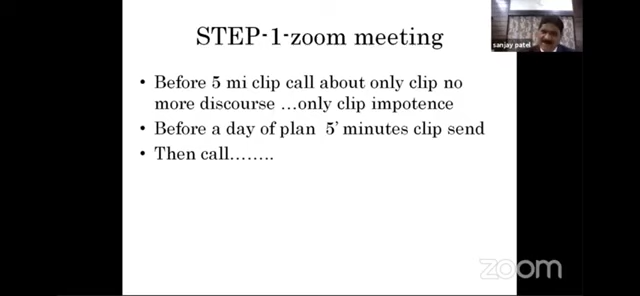 STEP-1-zoom meeting
sanjay patel
• Before 5 mi clip call about only clip no
more discourse …only clip impotence
• Before a day of plan 5’ minutes clip send
• Then call……..
zoom